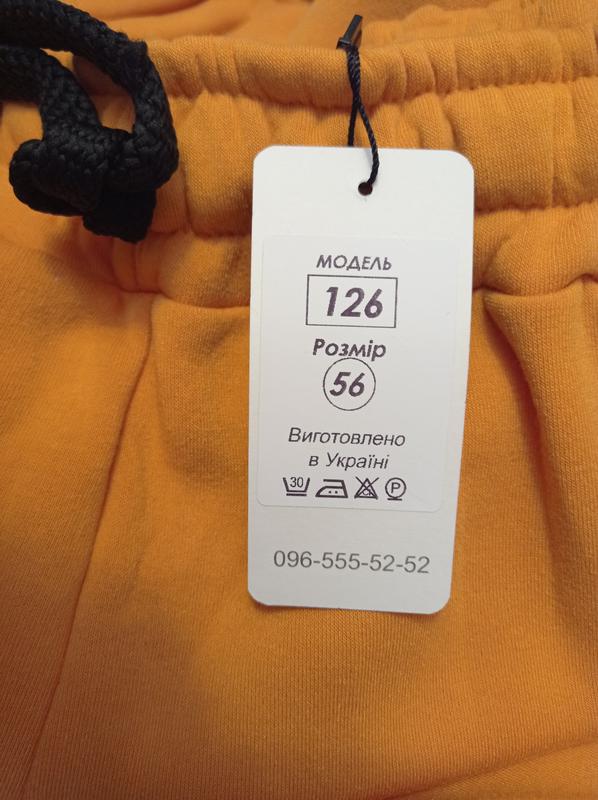 МОДЕЛЬ
126
Розмір
56
Виготовлено
в Україні
30 P
096-555-52-52